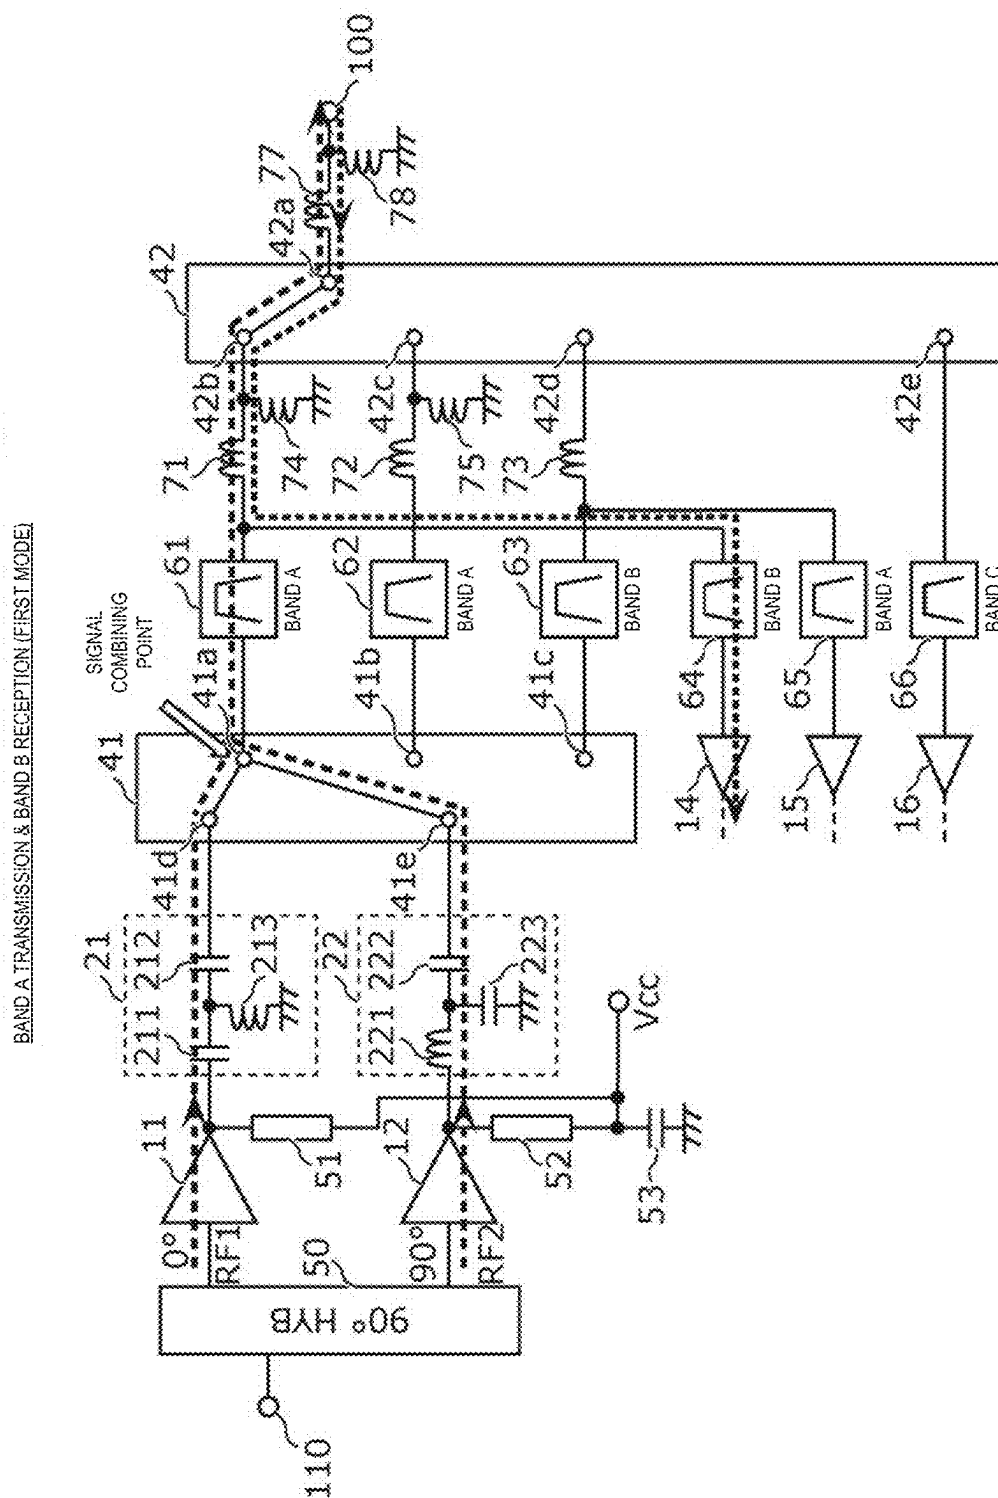 BAND A TRANSMISSION & BAND B RECEPTION (FIRST MODE)
100
77
78
42a
42
42b
42c
42d
42e
71
74
72
75
73
61
BAND A
62
BAND A
63
BAND B
64
BAND B
65
BAND A
66
BAND C
SIGNAL
COMBINING
POINT
41
41a
41b
41c
41d
41e
14
15
16
21
211
212
213
22
221
222
223
Vcc
11
12
51
52
53
0°
RF1
90°
RF2
50
90° HYB
110